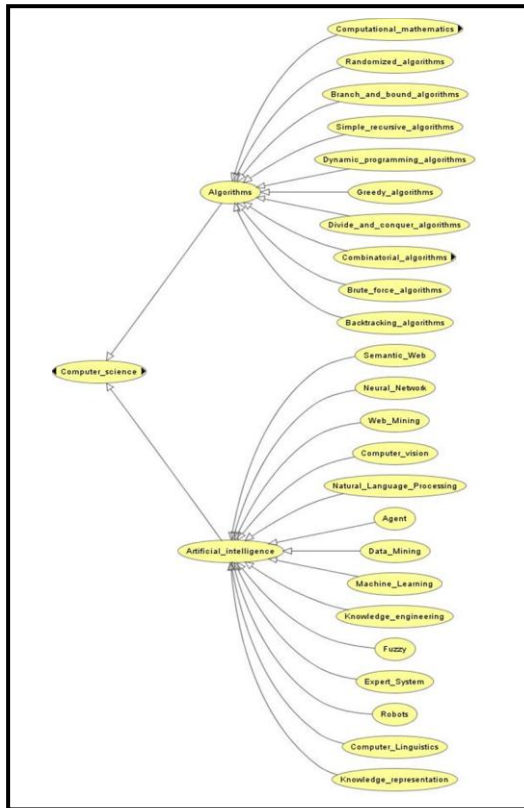 Computational_mathematics
Randomized_algorithms
Branch_and_bound_algorithms
Simple_recursive_algorithms
Dynamic_programming_algorithms
Algorithms
Greedy_algorithms
Divide_and_conquer_algorithms
Combinatorial_algorithms
Brute_force_algorithms
Backtracking_algorithms
Computer_science
Semantic_Web
Neural_Network
Web_Mining
Computer_vision
Natural_Language_Processing
Agent
Artificial_intelligence
Data_Mining
Machine_Learning
Knowledge_engineering
Fuzzy
Expert_System
Robots
Computer_Linguistics
Knowledge_representation